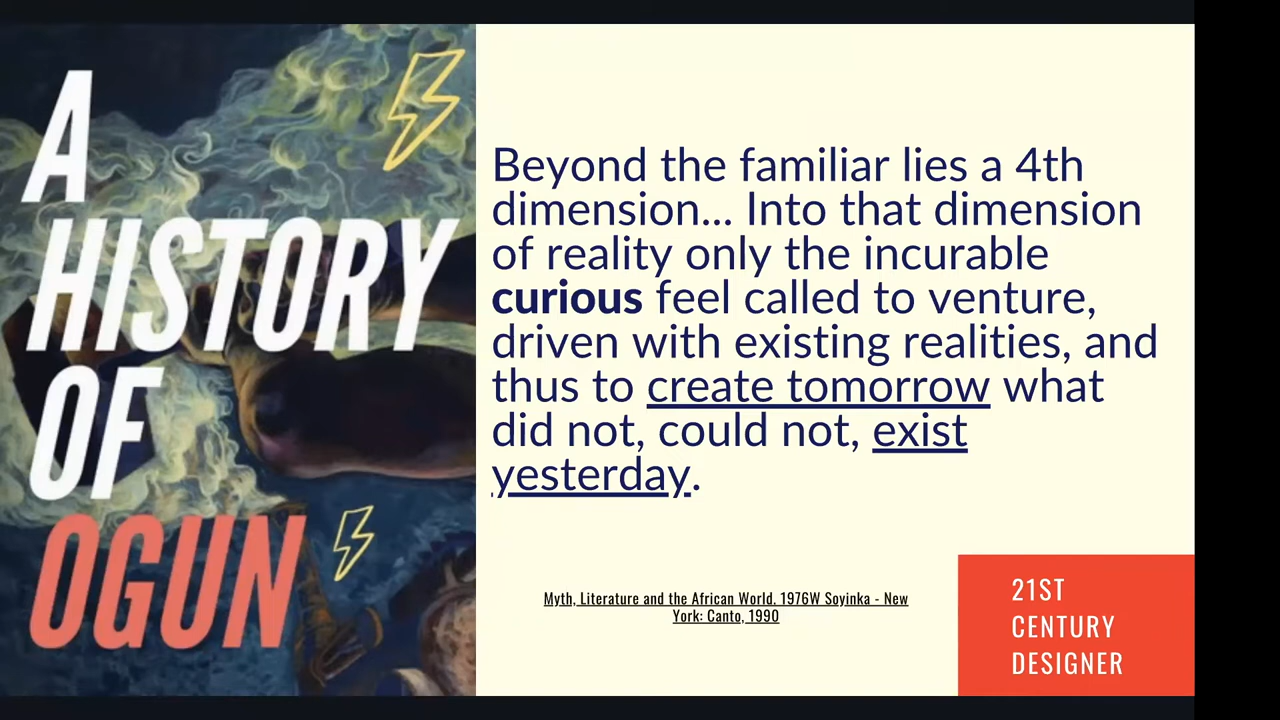 A
HISTORY
OF
OGUN
Beyond the familiar lies a 4th
dimension... Into that dimension
of reality only the incurable
curious feel called to venture,
driven with existing realities, and
thus to create tomorrow what
did not, could not, exist
yesterday.
Myth, Literature and the African World. 1976W Soyinka - New
York: Canto, 1990
21ST
CENTURY
DESIGNER